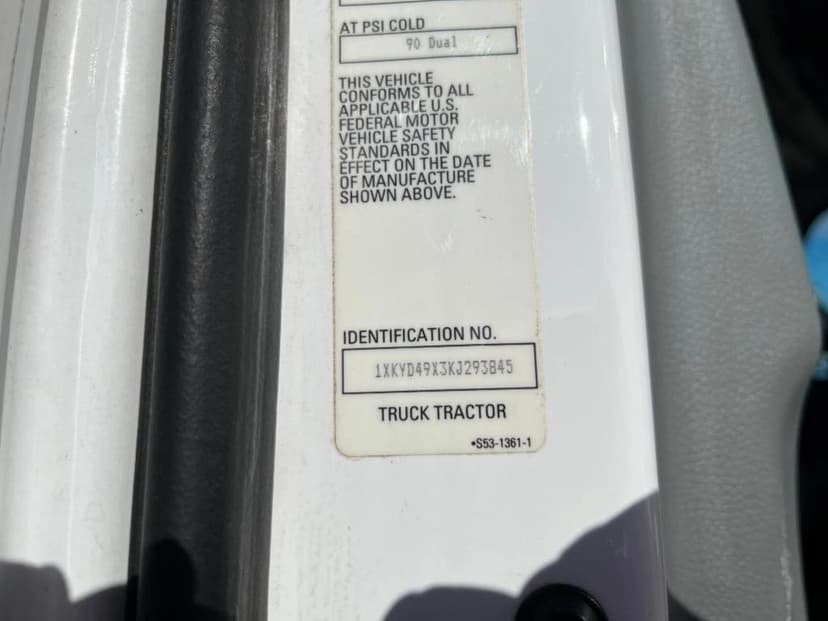 AT PSI COLD
90 Dual
THIS VEHICLE
CONFORMS TO ALL
APPLICABLE U.S.
FEDERAL MOTOR
VEHICLE SAFETY
STANDARDS IN
EFFECT ON THE DATE
OF MANUFACTURE
SHOWN ABOVE.
IDENTIFICATION NO.
1XKYD49X3KJ293845
TRUCK TRACTOR
•S53-1361-1